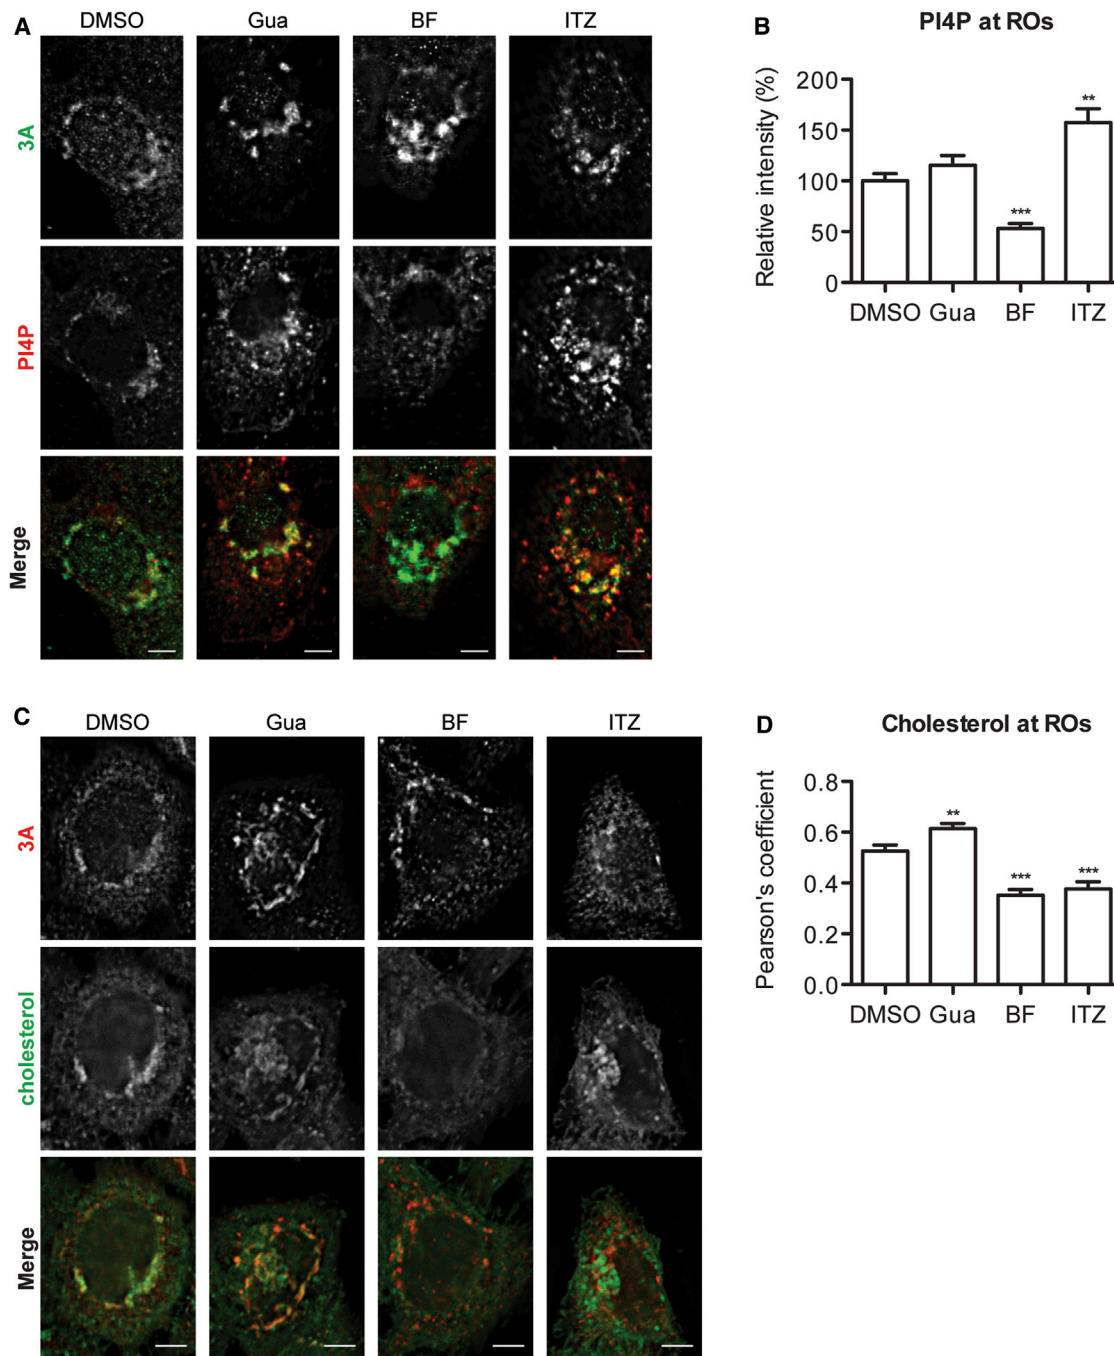 A
DMSO Gua BF ITZ
3A
PI4P
Merge
B
PI4P at ROs
Relative intensity (%)
200
150
100
50
0
**
***
DMSO Gua BF ITZ
C
DMSO Gua BF ITZ
3A
cholesterol
Merge
D
Cholesterol at ROs
Pearson's coefficient
0.8
0.6
0.4
0.2
0.0
**
*** ***
DMSO Gua BF ITZ